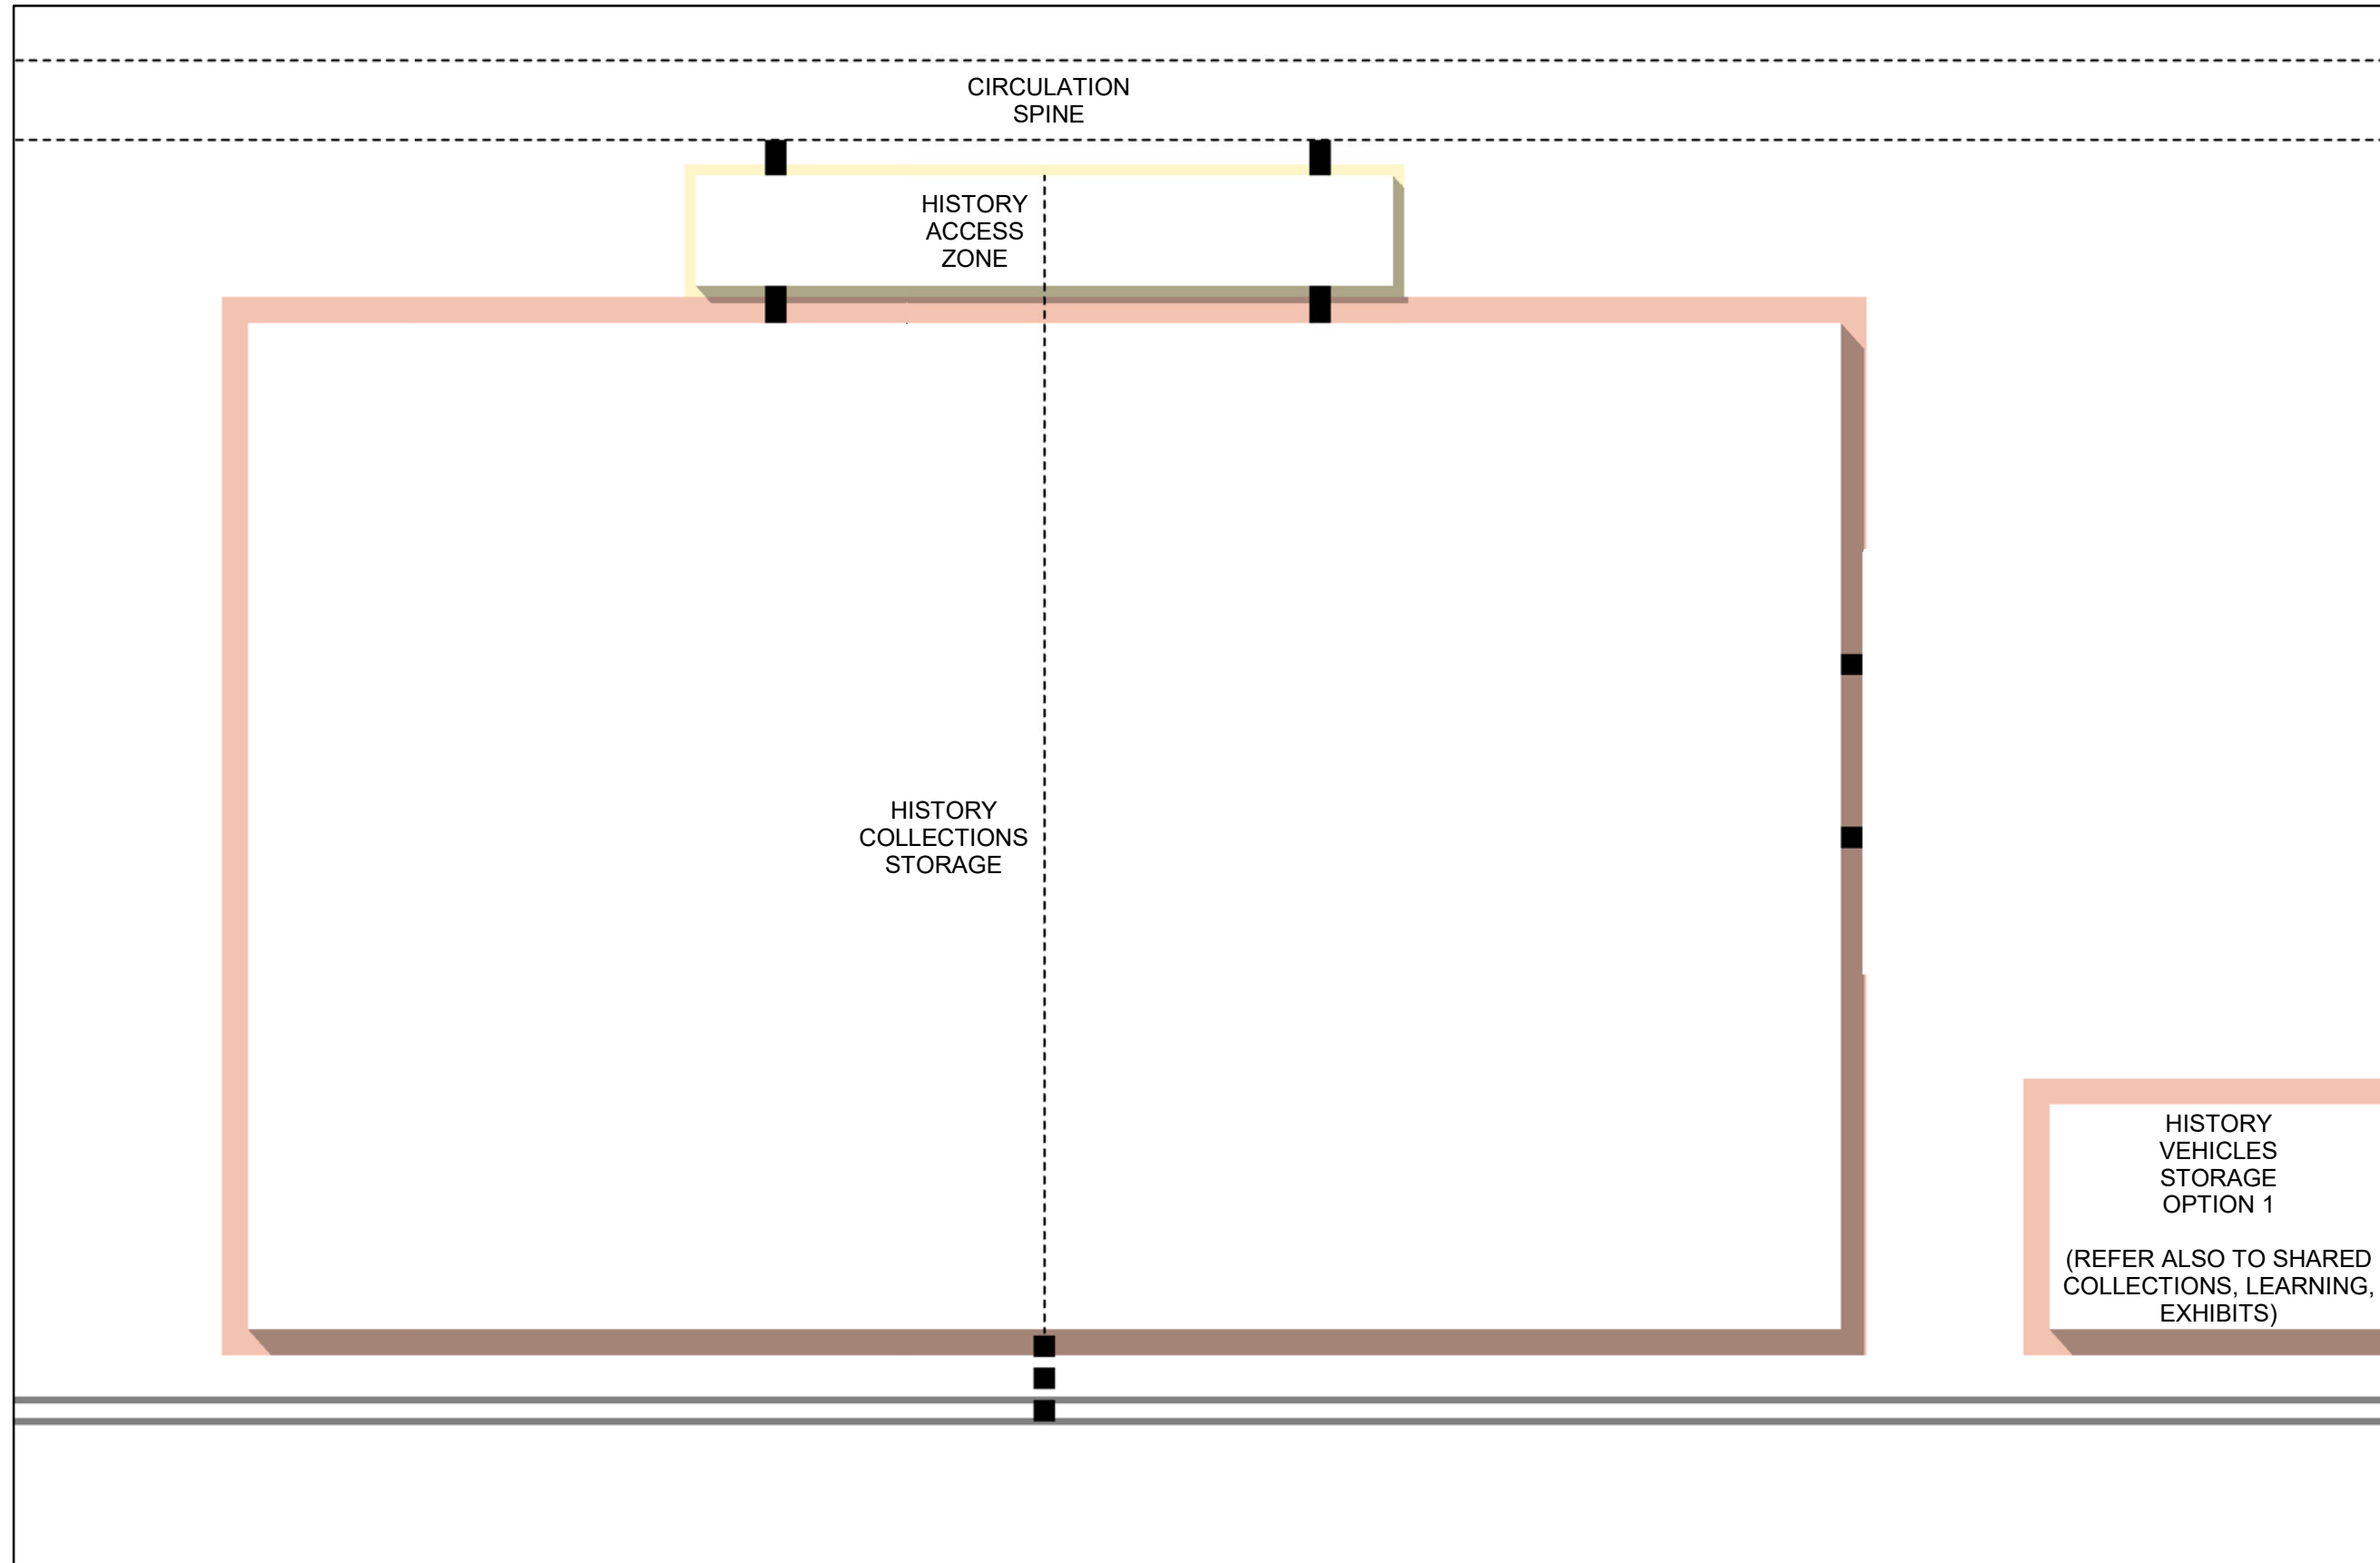 CIRCULATION
SPINE
HISTORY
ACCESS
ZONE
HISTORY
COLLECTIONS
STORAGE
HISTORY
VEHICLES
STORAGE
OPTION 1
(REFER ALSO TO SHARED
COLLECTIONS, LEARNING,
EXHIBITS)